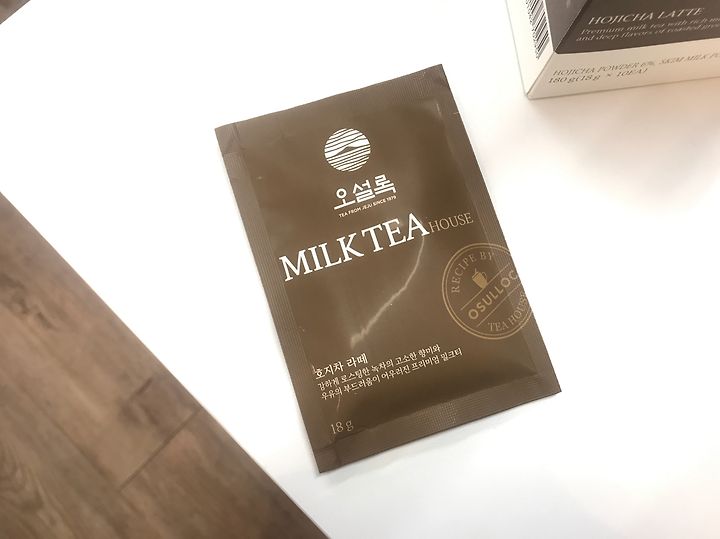 오설록
TEA FROM JEJU SINCE 1979
MILK TEA HOUSE
RECIPE BY
OSULLOC
TEA HOUSE
호지차 라떼
강하게 로스팅한 녹차의 고소한 향미와
우유의 부드러움이 어우러진 프리미엄 밀크티
18 g
HOJICHA LATTE
Premium milk tea with rich
and deep flavors of roasted
HOJICHA POWDER 6%, SKIM MILK
180 g(18 g × 10EA)